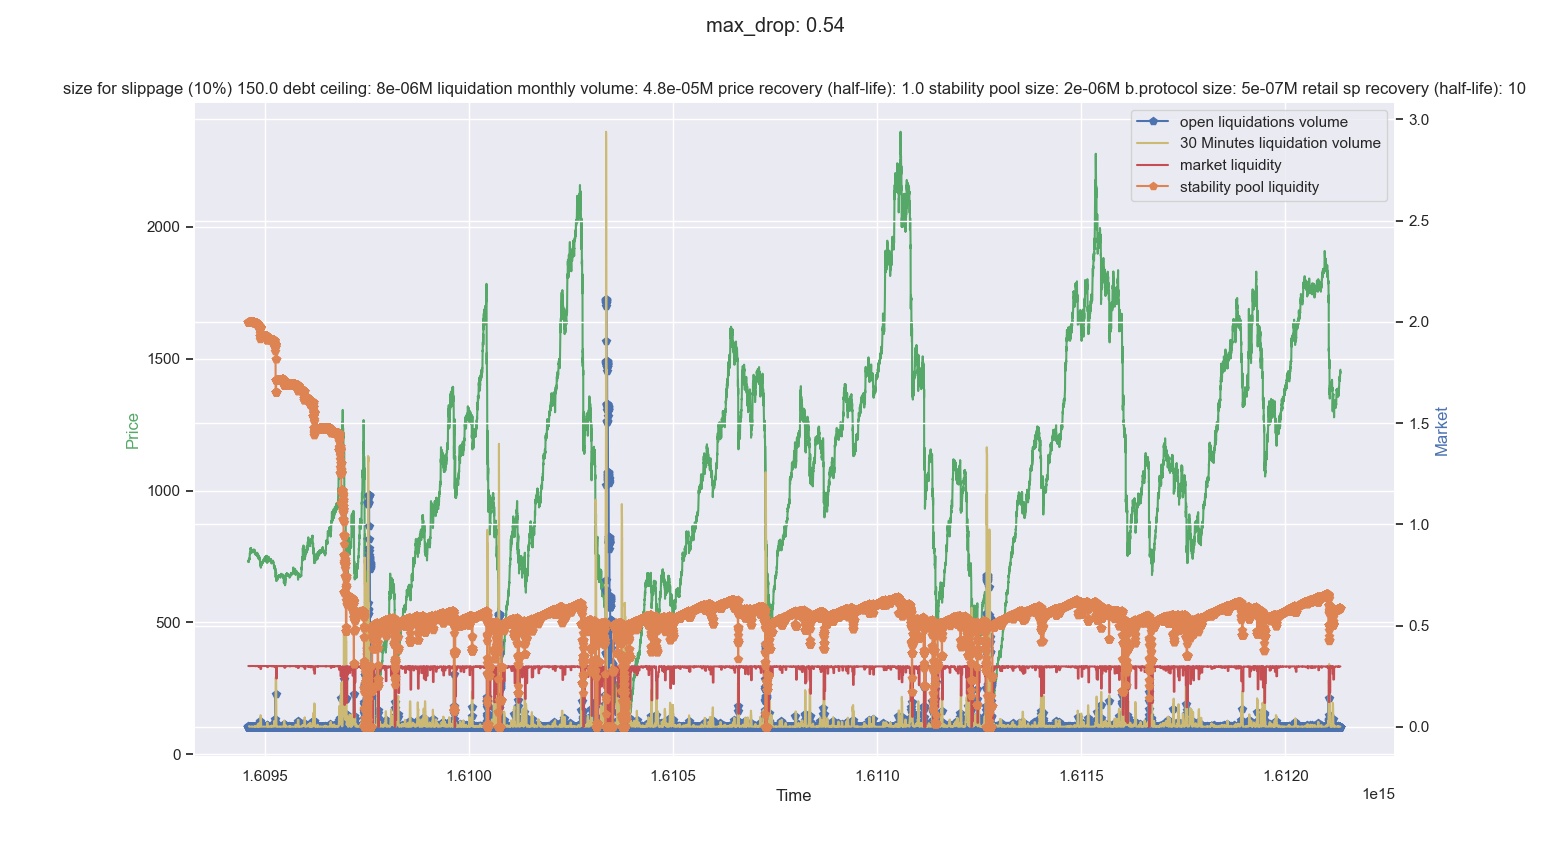 max_drop: 0.54
size for slippage (10%) 150.0 debt ceiling: 8e-06M liquidation monthly volume: 4.8e-05M price recovery (half-life): 1.0 stability pool size: 2e-06M b.protocol size: 5e-07M retail sp recovery (half-life): 10
open liquidations volume
30 Minutes liquidation volume
market liquidity
stability pool liquidity
2000
1500
1000
500
0
Price
3.0
2.5
2.0
1.5
1.0
0.5
0.0
Market
1.6095 1.6100 1.6105 1.6110 1.6115 1.6120
1e15
Time